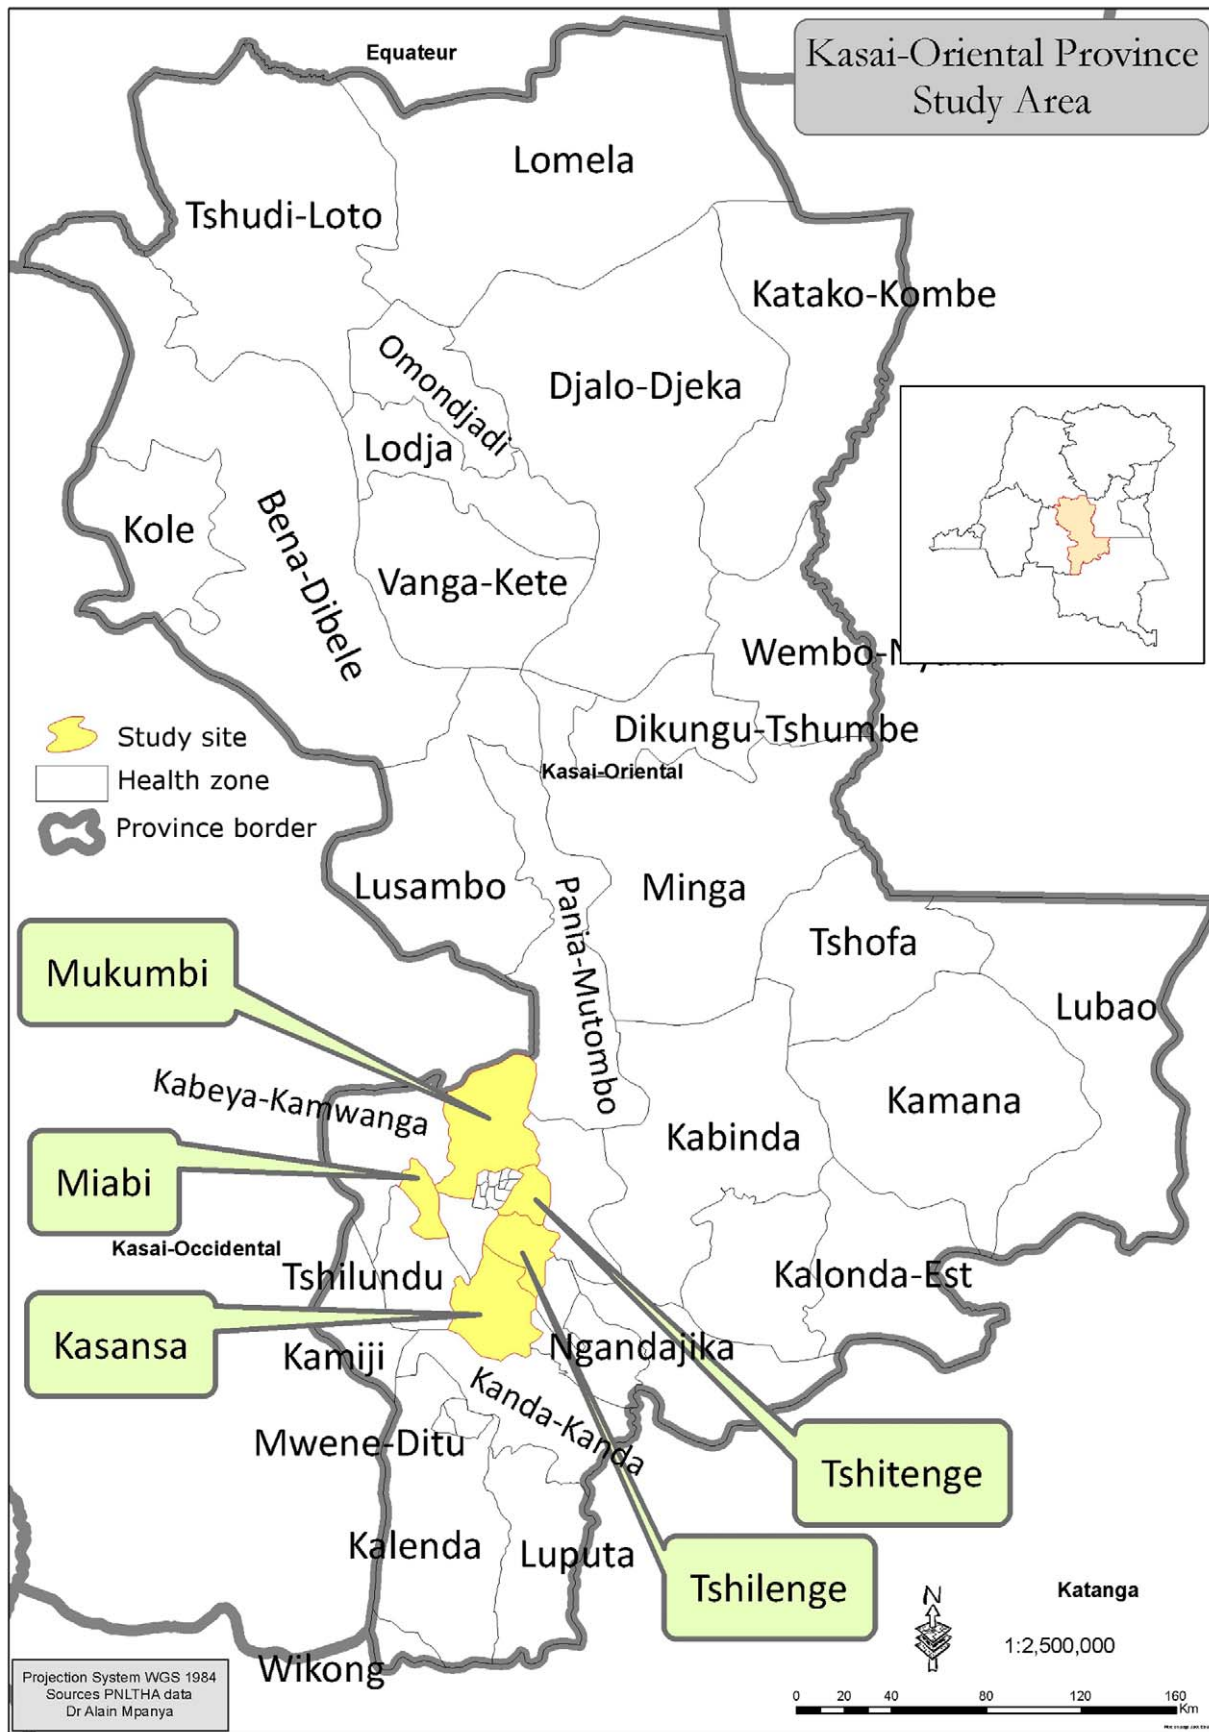 Kasai-Oriental Province
Study Area
Equateur
Lomela
Tshudi-Loto
Katako-Kombe
Omondjadi
Djalo-Djeka
Lodja
Kole
Bena-Dibele
Vanga-Kete
Wembo-
Dikungu-Tshumbe
Study site
Kasai-Oriental
Health zone
Province border
Lusambo
Pania-Mutombo
Minga
Tshofa
Mukumbi
Lubao
Kabeya-Kamwanga
Kamana
Kabinda
Miabi
Kasai-Occidental
Tshilundu
Kalonda-Est
Kasansa
Kamiji
Ngandajika
Kanda-Kanda
Mwene-Ditu
Tshitenge
Kalenda
Luputa
Tshilenge
Katanga
N
1:2,500,000
Wikong
Projection System WGS 1984
Sources PNLTHA data
Dr Alain Mpanya
0 20 40 80 120 160
Km